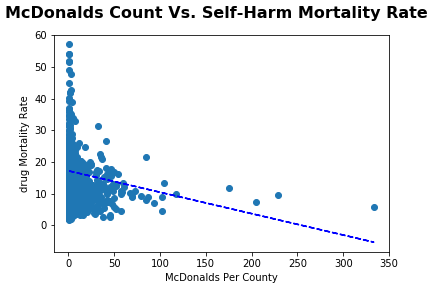 McDonalds Count Vs. Self-Harm Mortality Rate
60
50
40
30
20
10
0
drug Mortality Rate
0 50 100 150 200 250 300 350
McDonalds Per County